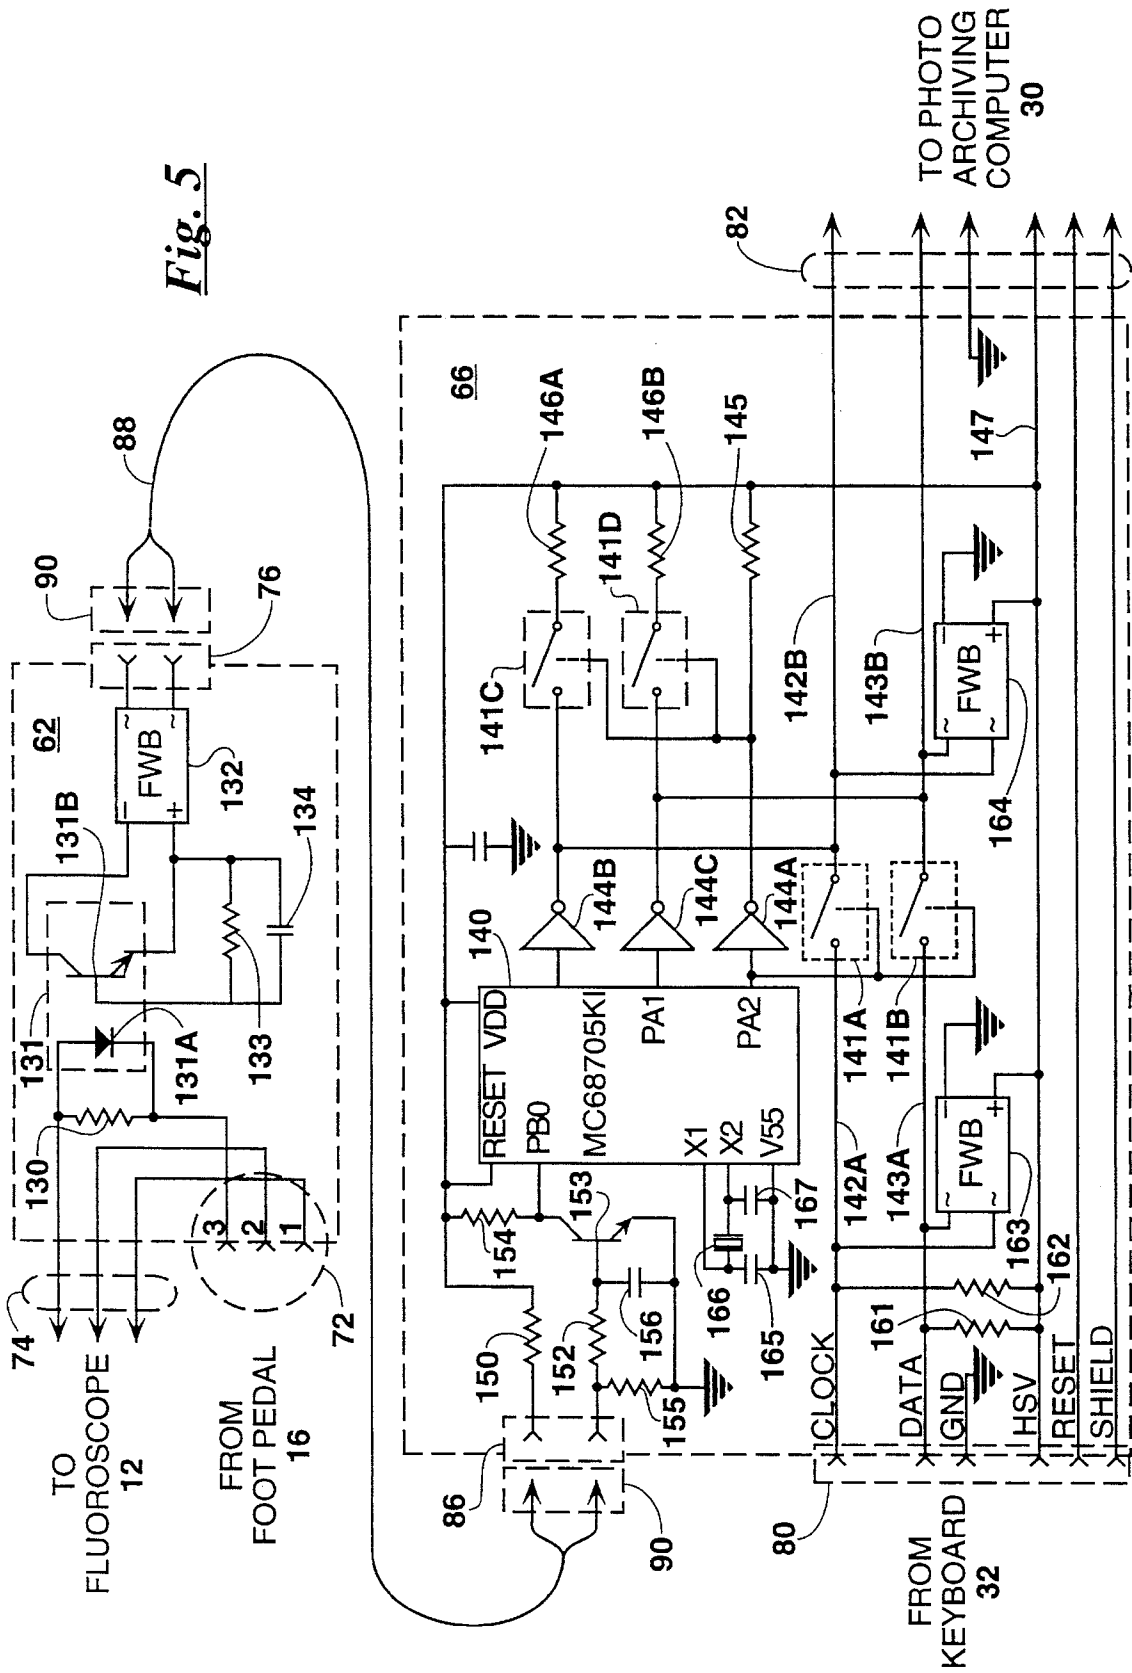 Fig. 5
TO
FLUOROSCOPE
12
FROM
FOOT PEDAL
16
74
72
3
2
1
130
131
131A
131B
133
134
62
FWB
132
~
~
−
+
76
90
88
86
90
66
150
152
155
156
153
154
140
RESET
VDD
PB0
MC68705KI
PA1
PA2
X1
X2
V55
166
165
167
144B
144C
144A
141C
141D
146A
146B
145
141A
141B
142A
142B
143A
143B
147
FWB
163
~
~
−
+
FWB
164
~
~
−
+
161
162
CLOCK
DATA
GND
HSV
RESET
SHIELD
80
82
FROM
KEYBOARD
32
TO PHOTO
ARCHIVING
COMPUTER
30